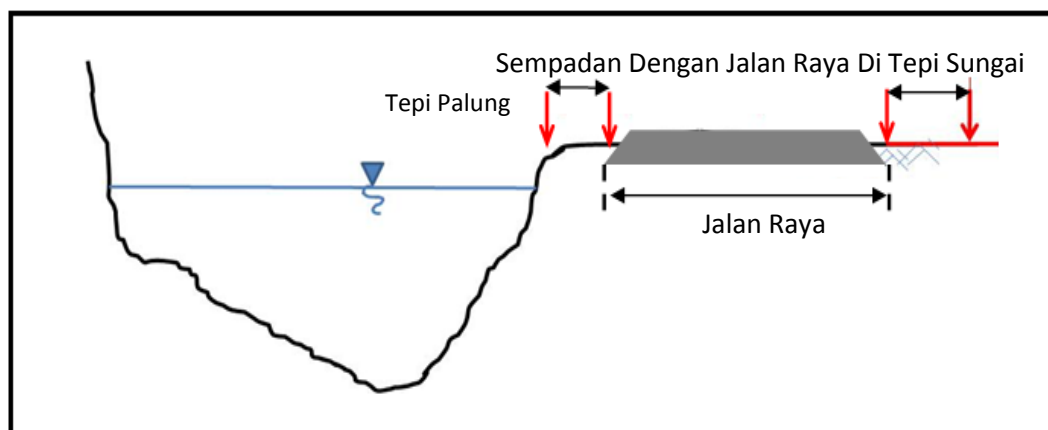 Sempadan Dengan Jalan Raya Di Tepi Sungai
Tepi Palung
Jalan Raya